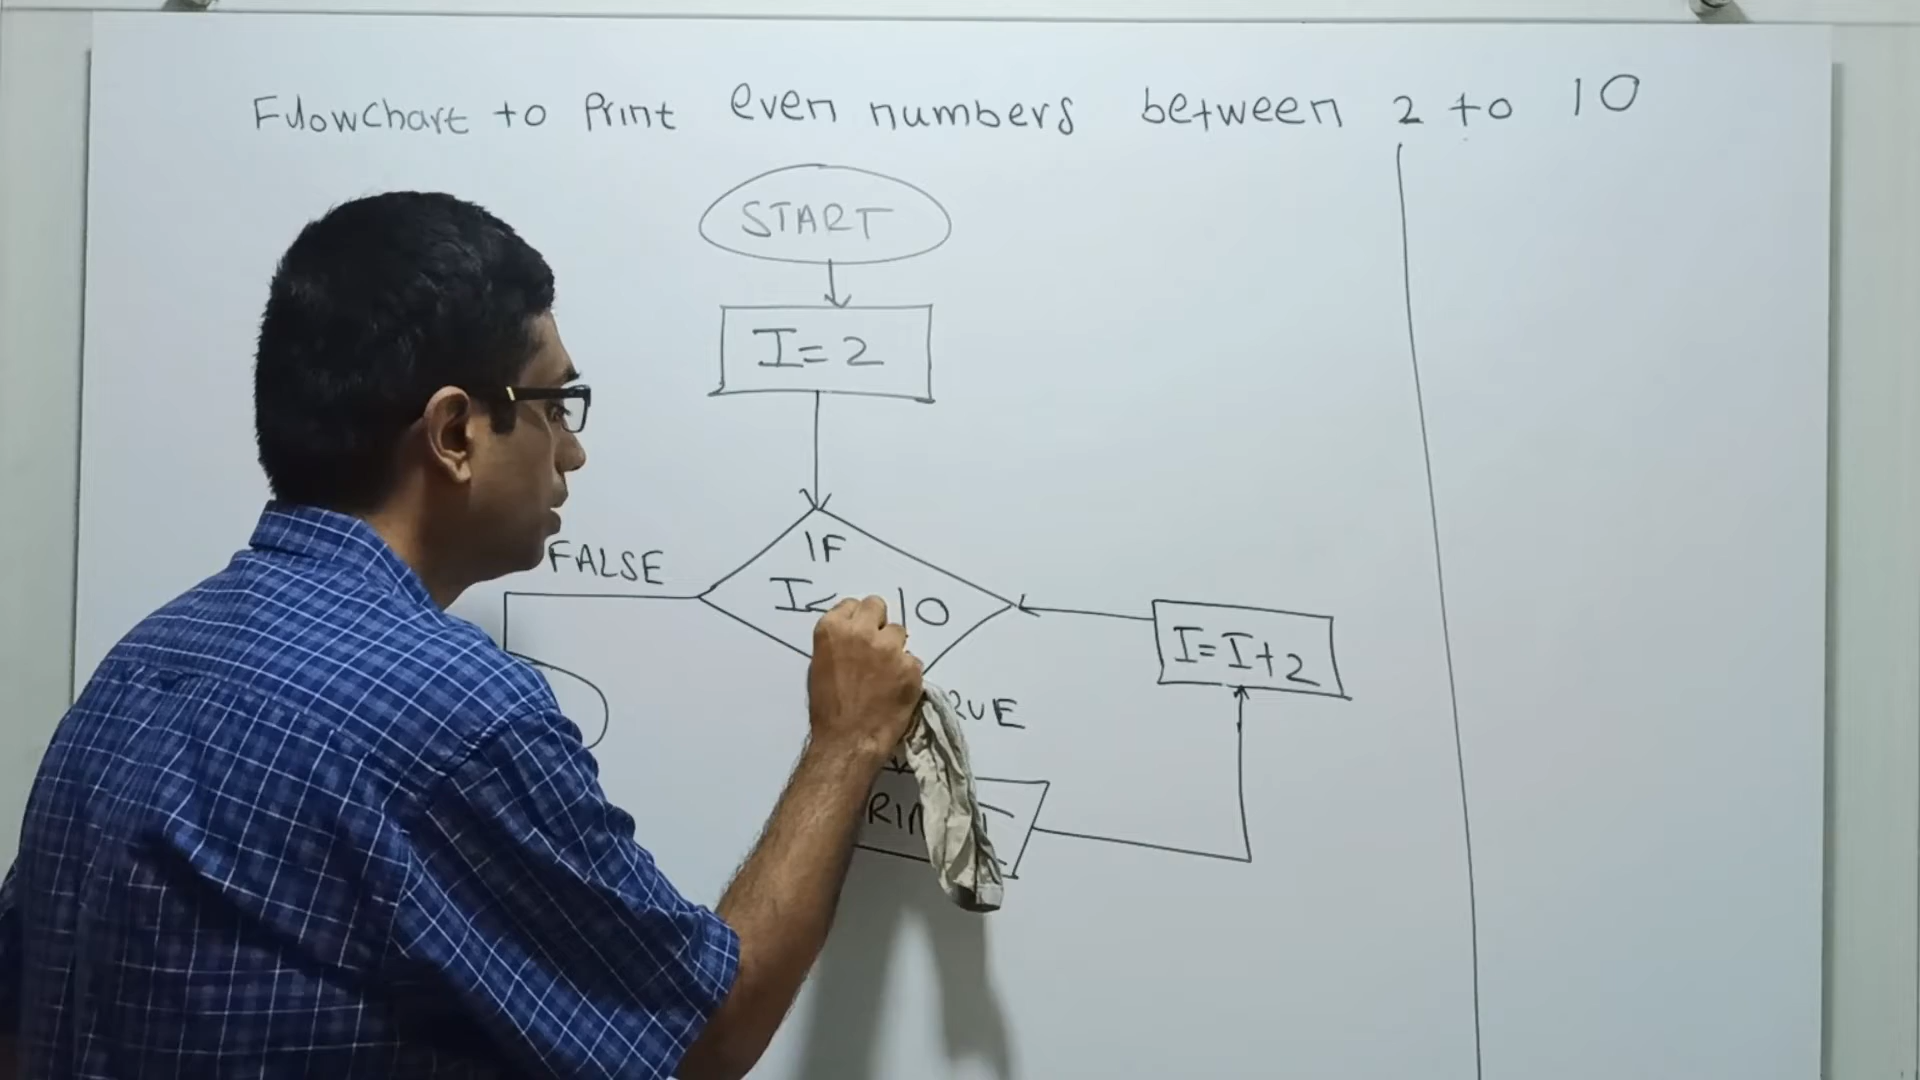 Flowchart to Print even numbers between 2 to 10
START
I=2
IF
I< 10
FALSE
I=I+2